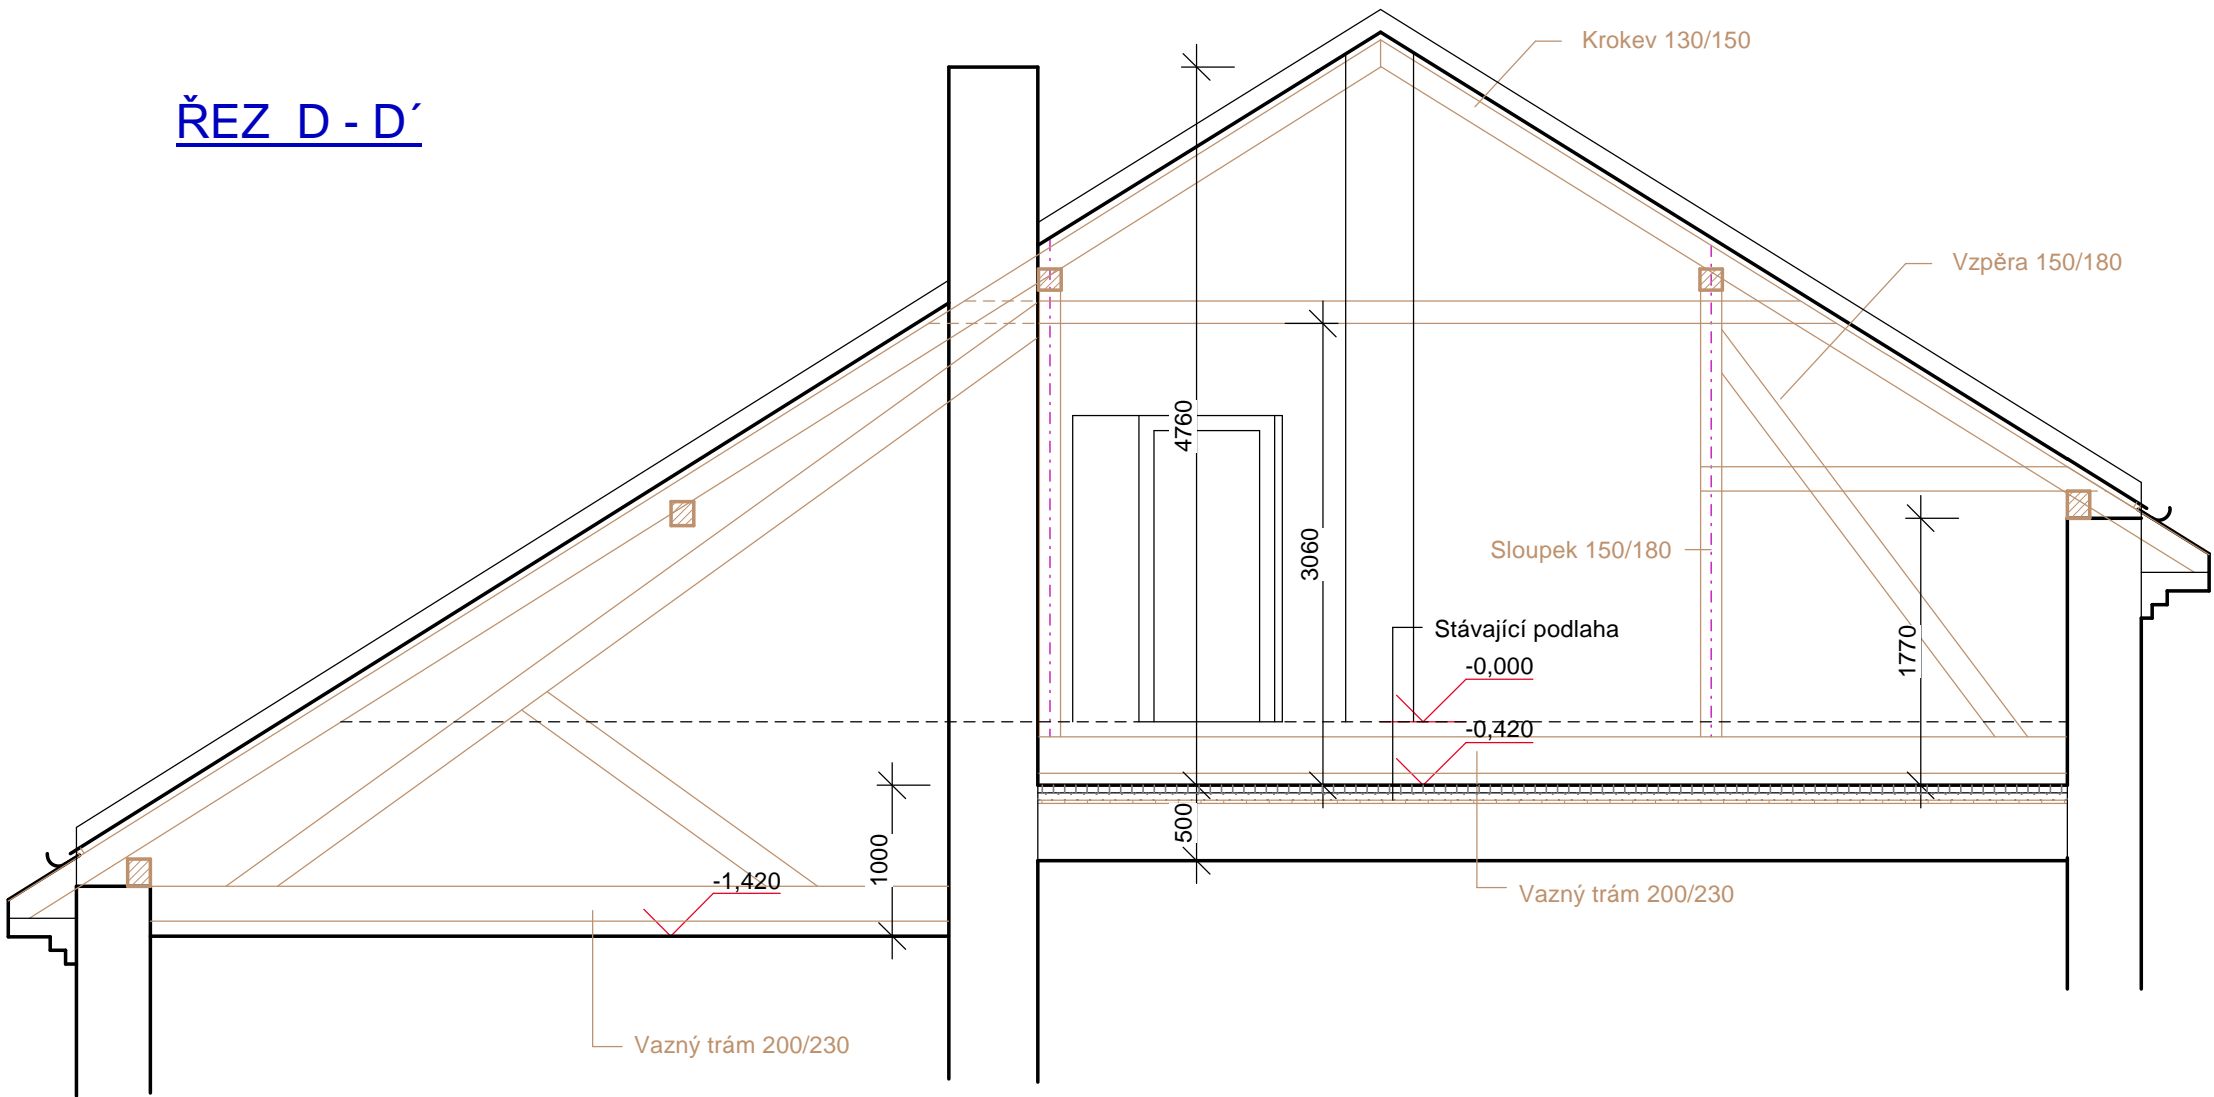 ŘEZ D - D´
Krokev 130/150
Vzpěra 150/180
4760
3060
Sloupek 150/180
Stávající podlaha
1770
-0,000
-0,420
500
1000
-1,420
Vazný trám 200/230
Vazný trám 200/230